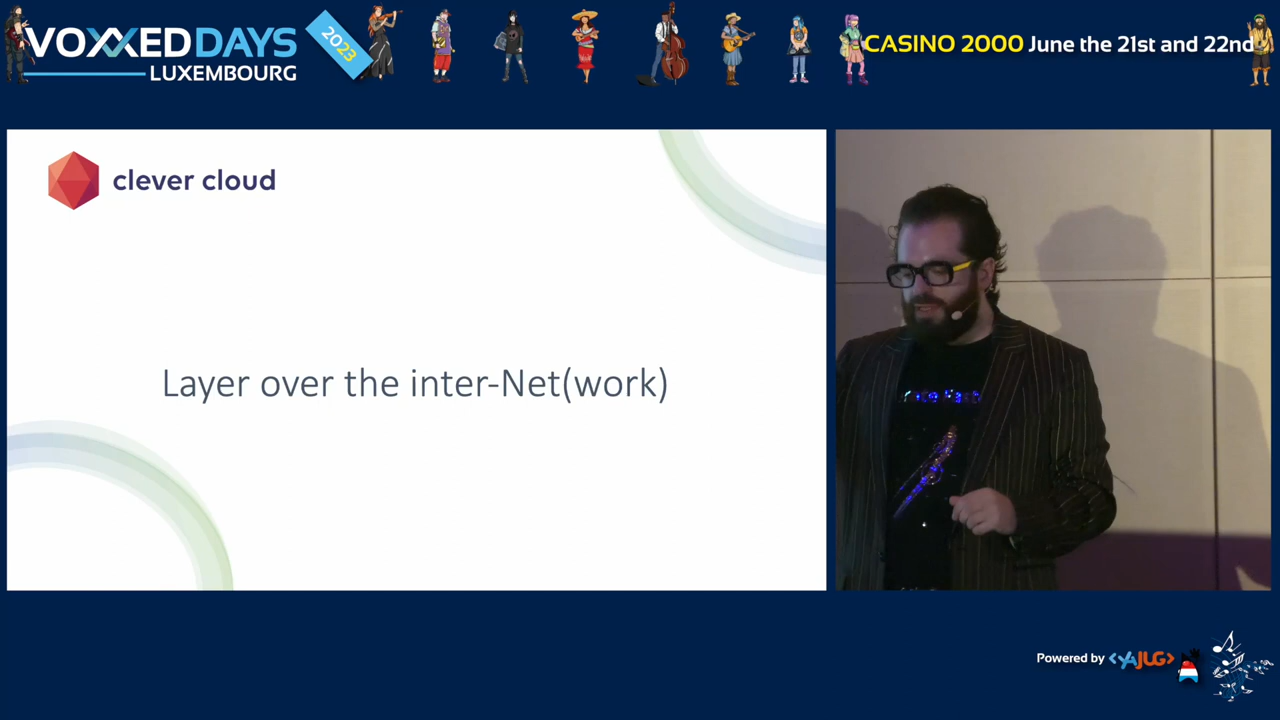 VOXXEDDAYS
LUXEMBOURG
2023
CASINO 2000 June the 21st and 22nd
clever cloud
Layer over the inter-Net(work)
Powered by <YAJUG>